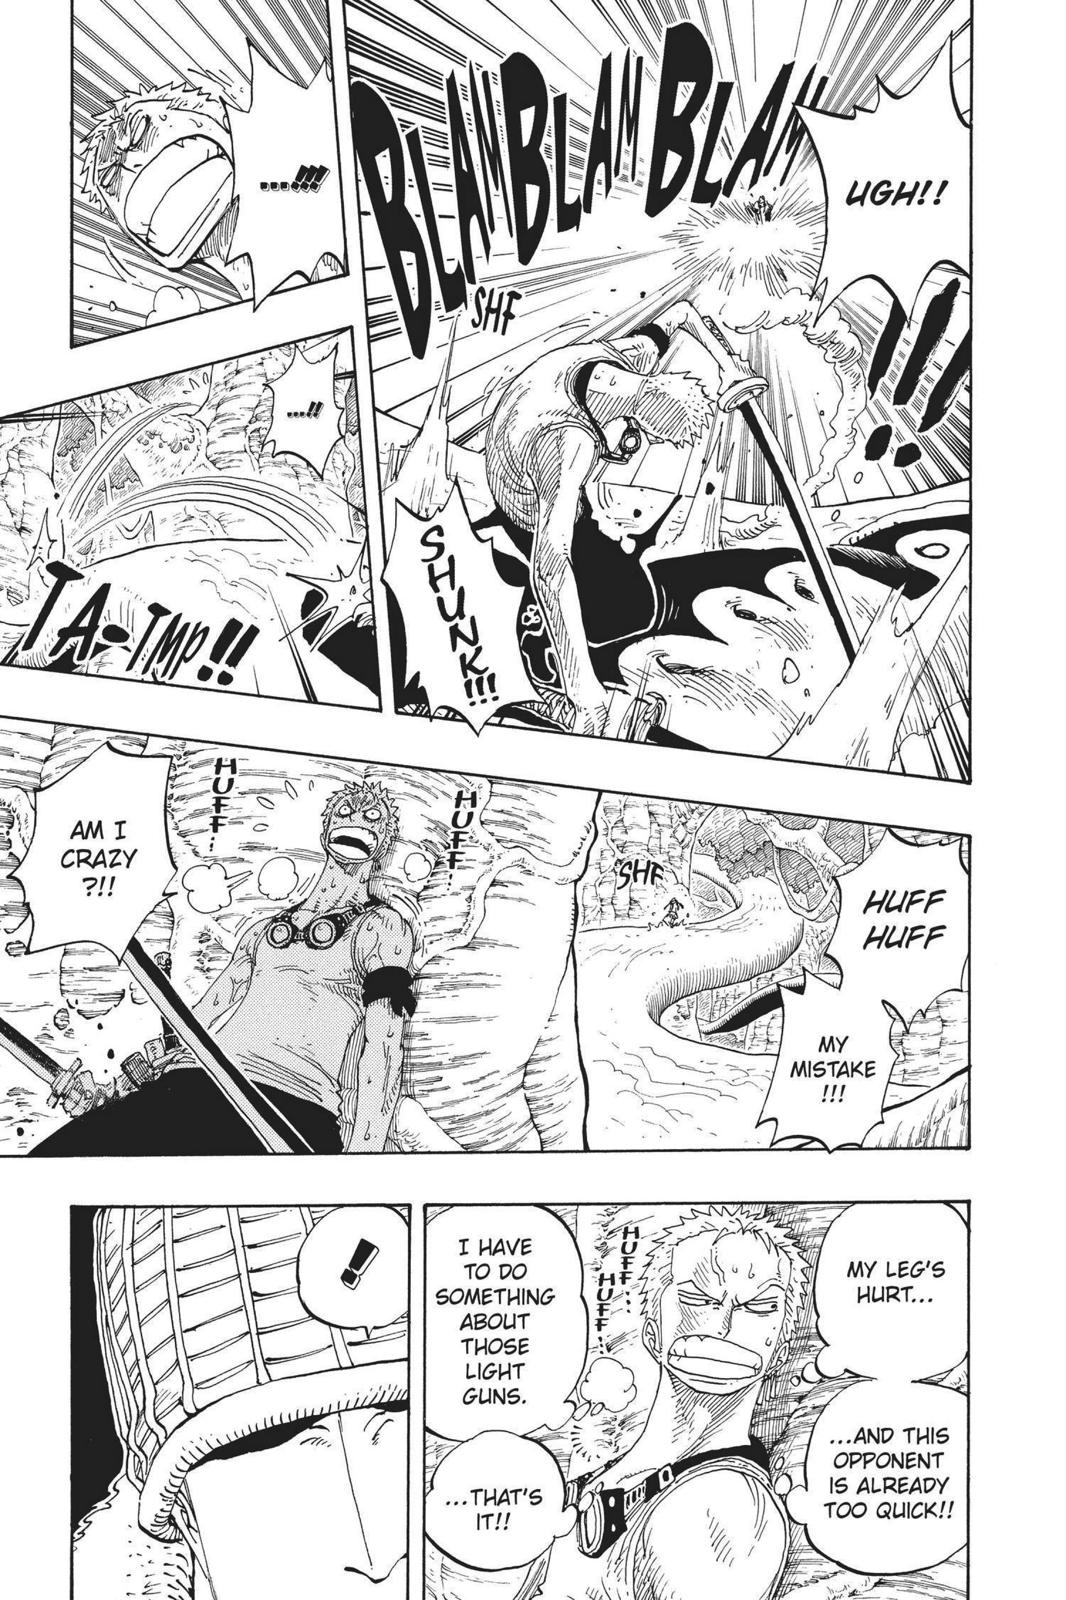 UGH!!
BLAM BLAM BLAM
!!!
SHF
SHUNK!!!
......!!!
....!!
TA-TMP!!
HUFF
HUFF
MY
MISTAKE
!!!
SHF
HUFF...
HUFF...
AM I
CRAZY
?!!
MY LEG'S
HURT...
...AND THIS
OPPONENT
IS ALREADY
TOO QUICK!!
HUFF...
HUFF...
I HAVE
TO DO
SOMETHING
ABOUT
THOSE
LIGHT
GUNS.
...THAT'S
IT!!
!